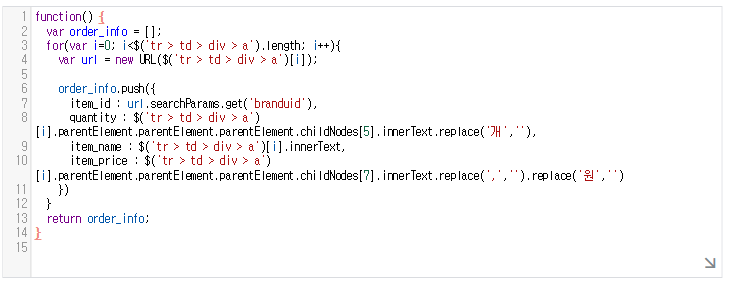 1 function() {
2 var order_info = [];
3 for(var i=0; i<$('tr > td > div > a').length; i++){
4 var url = new URL($('tr > td > div > a')[i]);
5
6 order_info.push({
7 item_id : url.searchParams.get('branduid'),
8 quantity : $('tr > td > div > a')
[i].parentElement.parentElement.parentElement.childNodes[5].innerText.replace('개',''),
9 item_name : $('tr > td > div > a')[i].innerText,
10 item_price : $('tr > td > div > a')
[i].parentElement.parentElement.parentElement.childNodes[7].innerText.replace(',','').replace('원','')
11 })
12 }
13 return order_info;
14 }
15